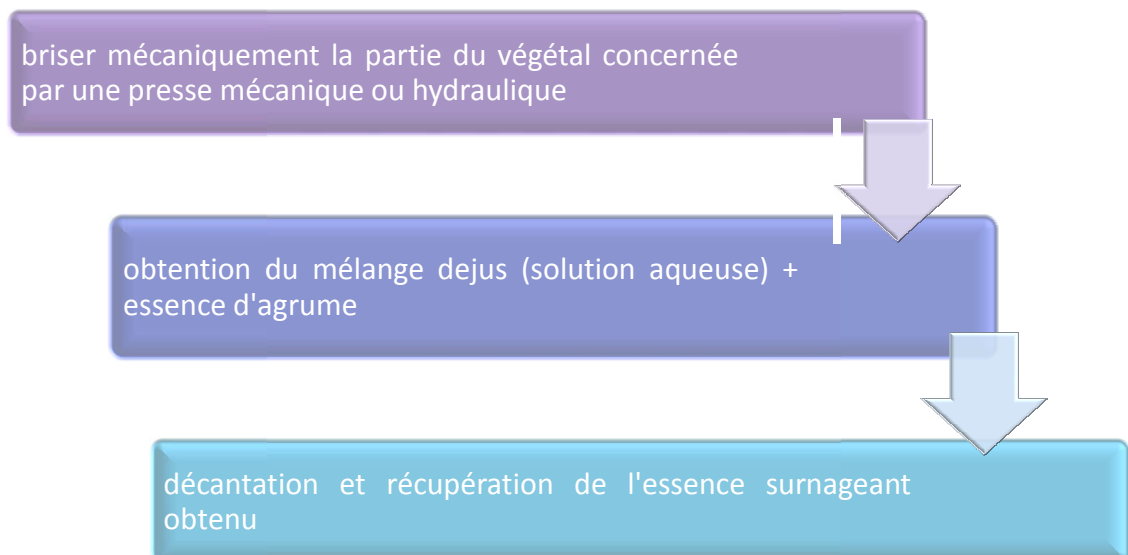 briser mécaniquement la partie du végétal concernée
par une presse mécanique ou hydraulique
obtention du mélange dejus (solution aqueuse) +
essence d'agrume
décantation et récupération de l'essence surnageant
obtenu